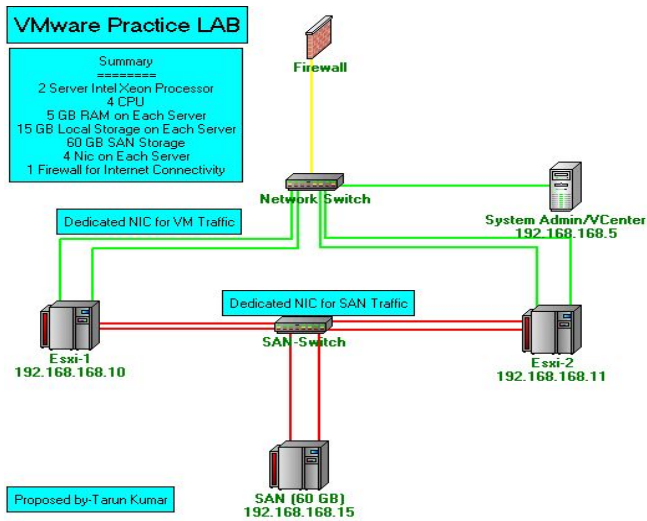 VMware Practice LAB
Summary
========
2 Server Intel Xeon Processor
4 CPU
5 GB RAM on Each Server
15 GB Local Storage on Each Server
60 GB SAN Storage
4 Nic on Each Server
1 Firewall for Internet Connectivity
Firewall
Network Switch
System Admin/VCenter
192.168.168.5
Dedicated NIC for VM Traffic
Dedicated NIC for SAN Traffic
SAN-Switch
Esxi-1
192.168.168.10
Esxi-2
192.168.168.11
SAN (60 GB)
192.168.168.15
Proposed by-Tarun Kumar